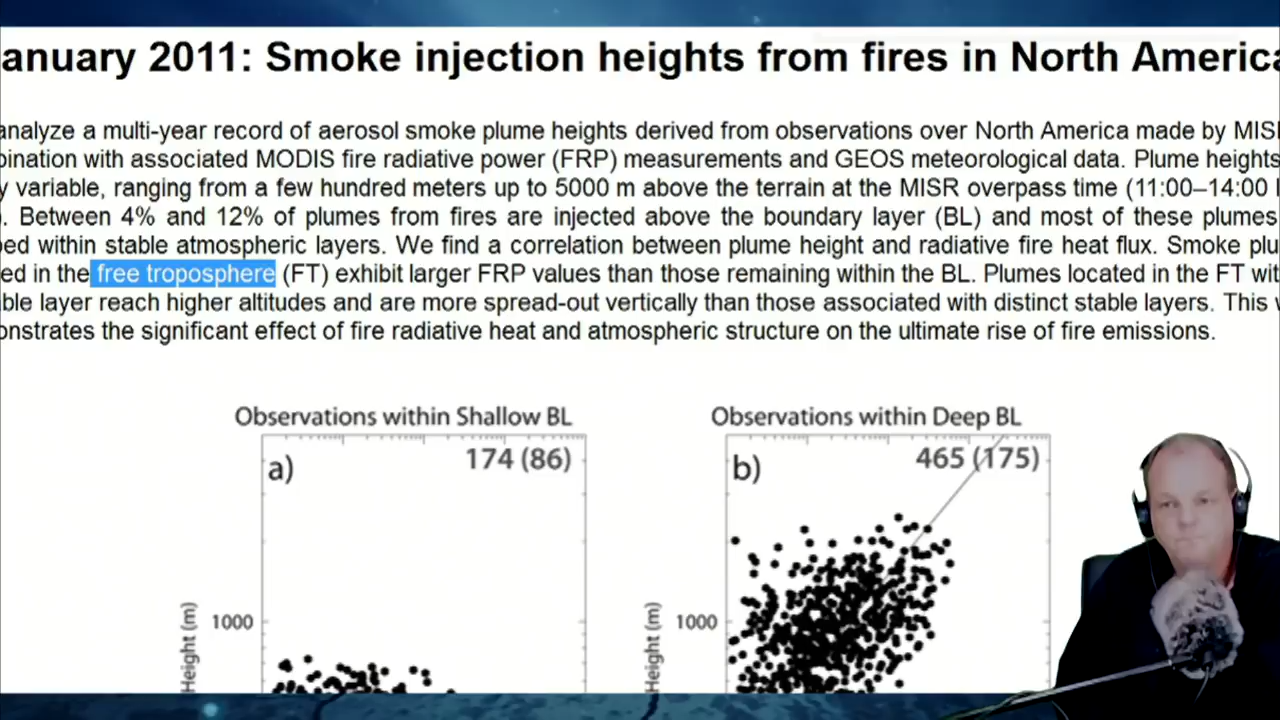 anuary 2011: Smoke injection heights from fires in North America
analyze a multi-year record of aerosol smoke plume heights derived from observations over North America made by MIS
bination with associated MODIS fire radiative power (FRP) measurements and GEOS meteorological data. Plume heights
y variable, ranging from a few hundred meters up to 5000 m above the terrain at the MISR overpass time (11:00–14:00
). Between 4% and 12% of plumes from fires are injected above the boundary layer (BL) and most of these plumes
ped within stable atmospheric layers. We find a correlation between plume height and radiative fire heat flux. Smoke plu
ed in the free troposphere (FT) exhibit larger FRP values than those remaining within the BL. Plumes located in the FT wit
ble layer reach higher altitudes and are more spread-out vertically than those associated with distinct stable layers. This
onstrates the significant effect of fire radiative heat and atmospheric structure on the ultimate rise of fire emissions.
Observations within Shallow BL
Observations within Deep BL
a)
174 (86)
b)
465 (175)
Height (m)
1000
Height (m)
1000